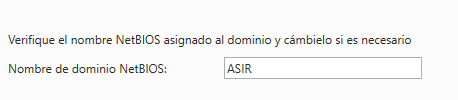 Verifique el nombre NetBIOS asignado al dominio y cámbielo si es necesario
Nombre de dominio NetBIOS: ASIR